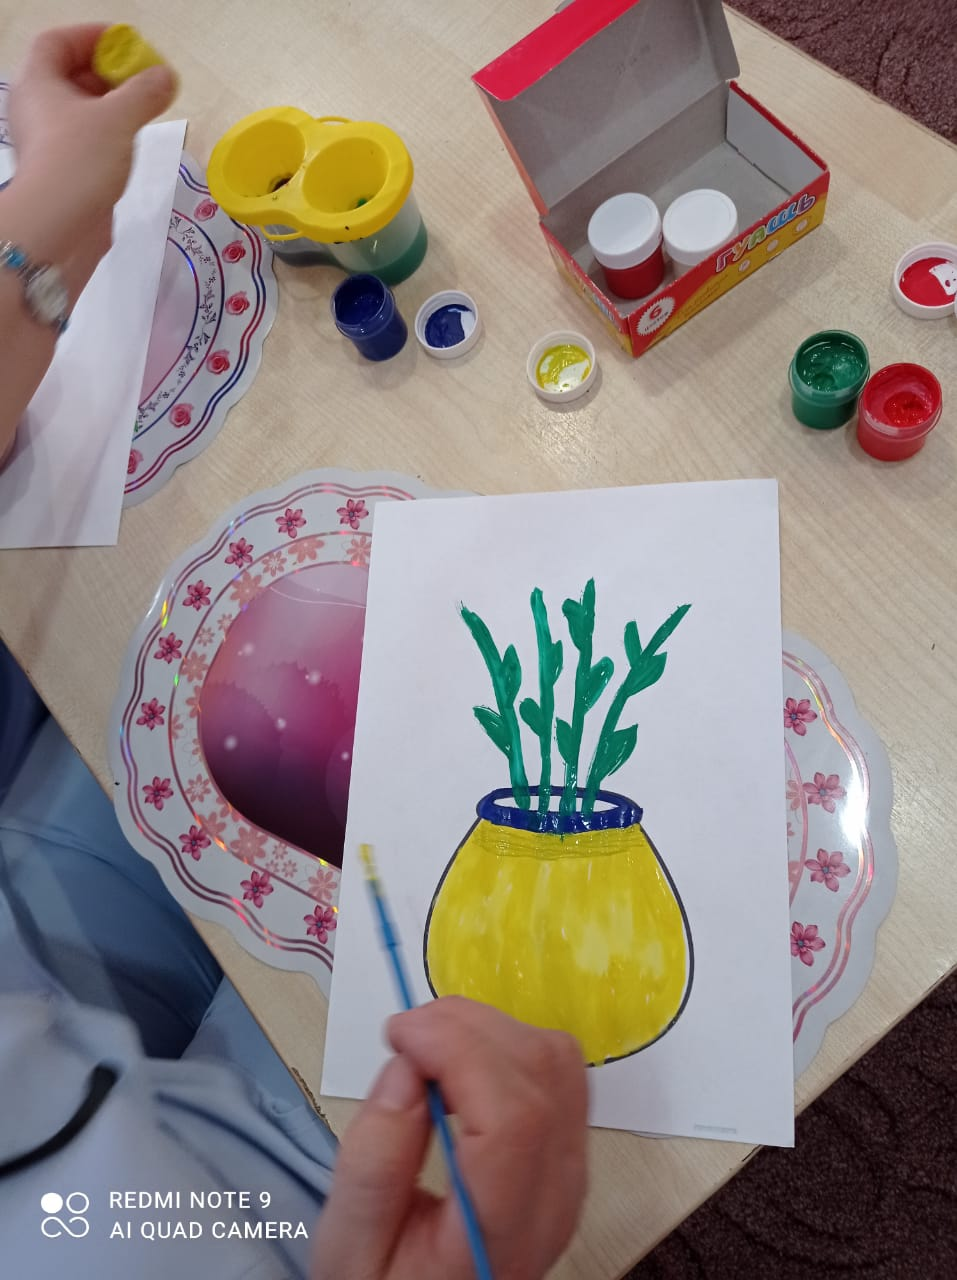 ГУАШЬ
6
REDMI NOTE 9
AI QUAD CAMERA